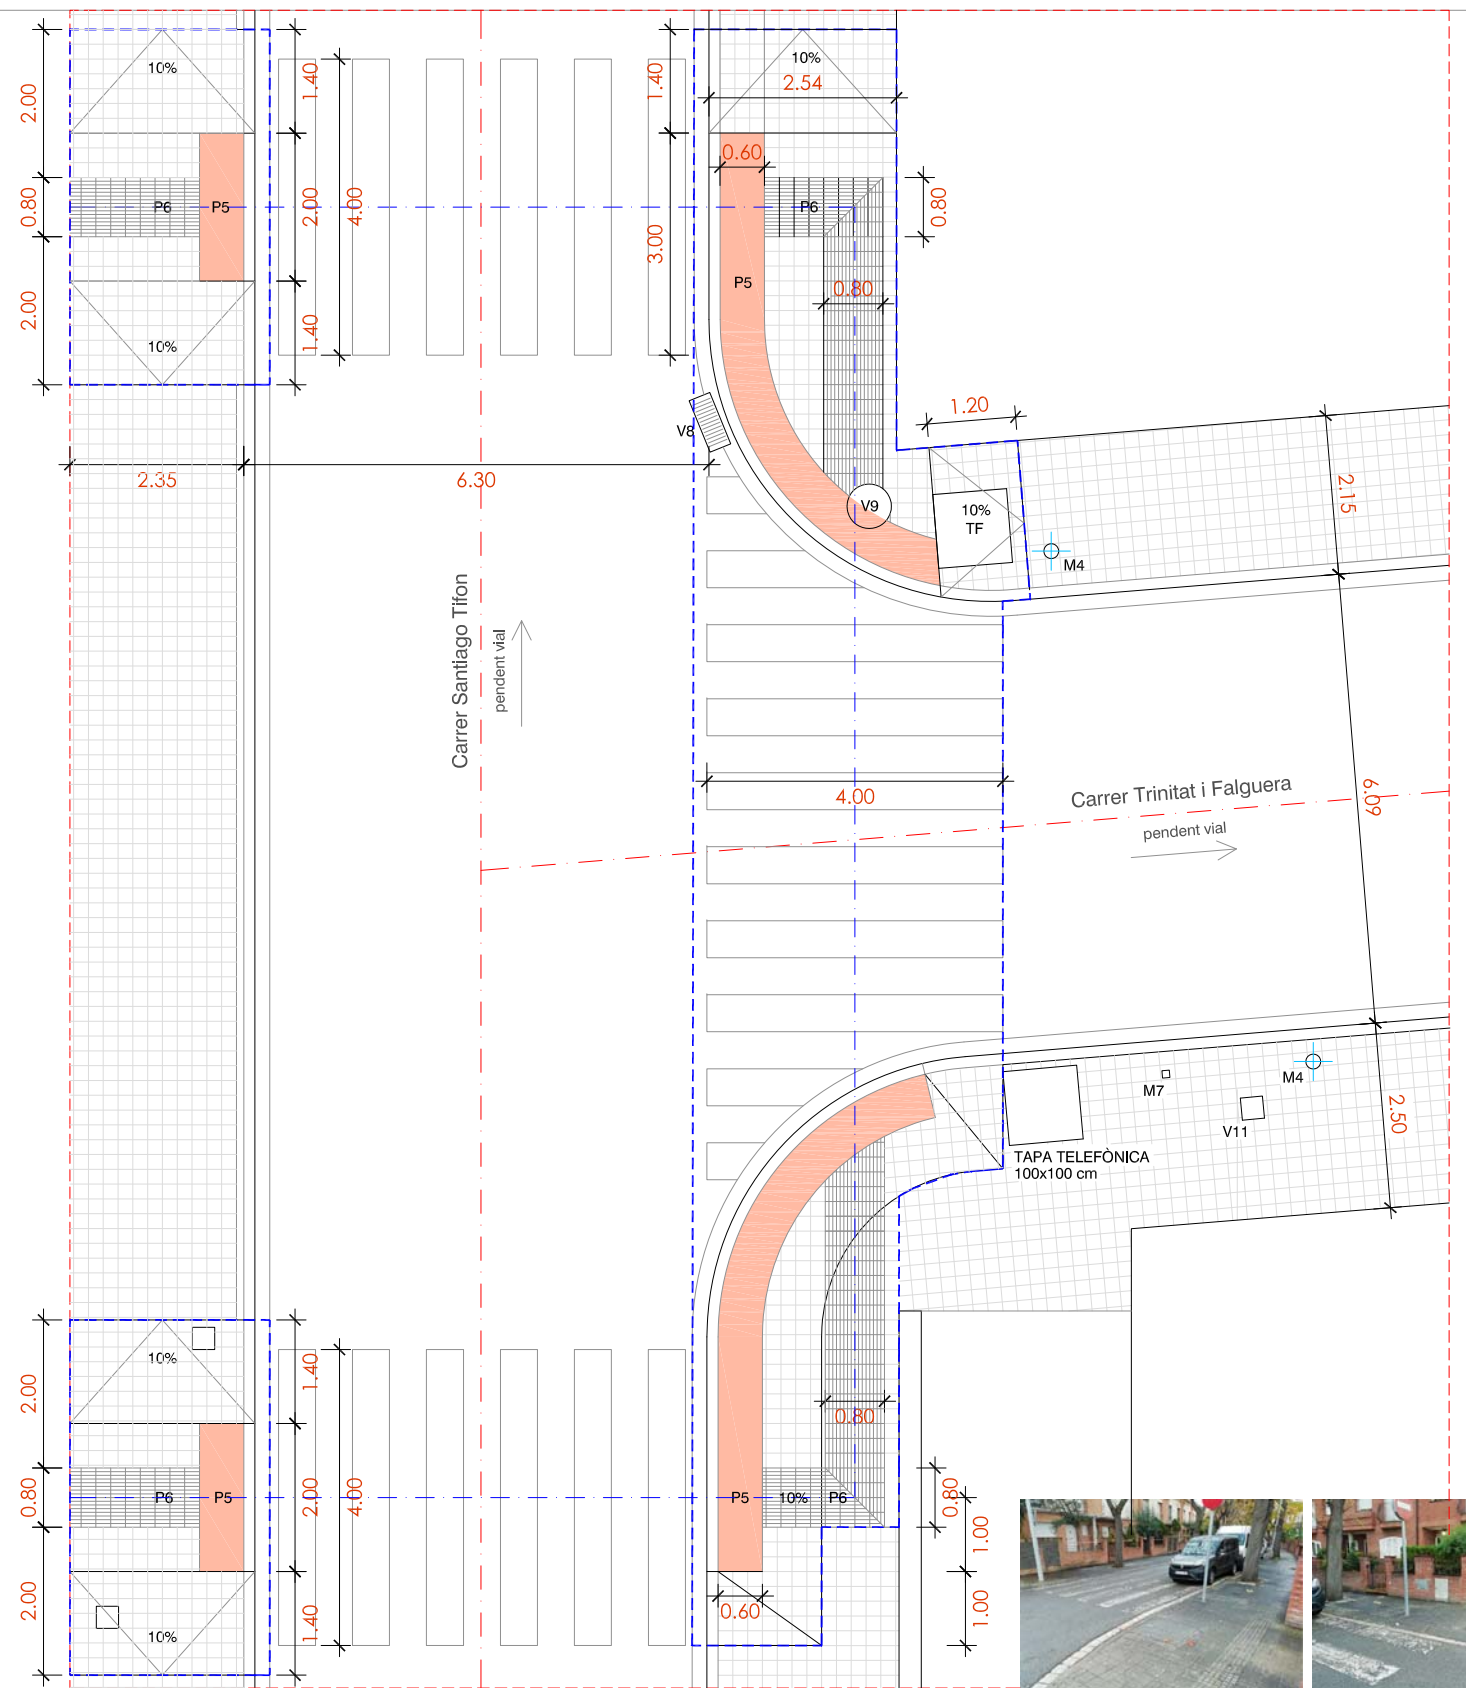 10%
10%
2.54
2.00
1.40
1.40
0.60
P6
P5
P6
0.80
2.00
4.00
3.00
0.80
P5
0.80
2.00
1.40
10%
1.20
V8
2.35
6.30
V9
10%
TF
2.15
M4
Carrer Santiago Tifon
pendent vial
4.00
Carrer Trinitat i Falguera
pendent vial
6.09
M7
M4
V11
2.50
TAPA TELEFÒNICA
100x100 cm
10%
2.00
1.40
0.80
P6
P5
0.80
2.00
4.00
P5
10%
P6
0.80
1.00
2.00
1.40
10%
0.60
1.00